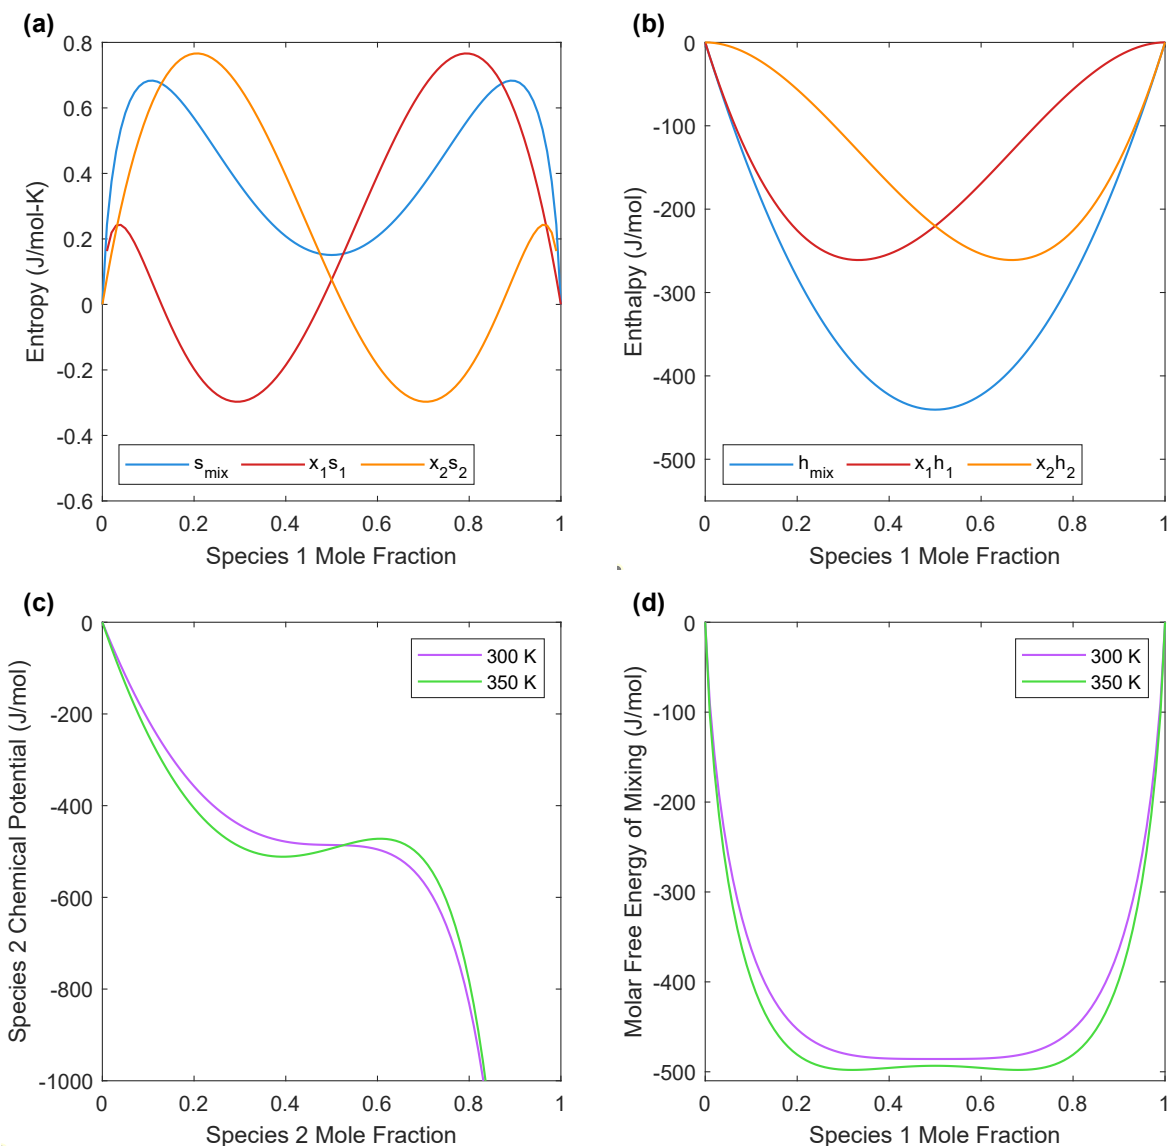 (a)
0.8
0.6
0.4
0.2
0
-0.2
-0.4
-0.6
Entropy (J/mol-K)
s_mix x_1s_1 x_2s_2
0 0.2 0.4 0.6 0.8 1
Species 1 Mole Fraction
(b)
0
-100
-200
-300
-400
-500
Enthalpy (J/mol)
h_mix x_1h_1 x_2h_2
0 0.2 0.4 0.6 0.8 1
Species 1 Mole Fraction
(c)
0
-200
-400
-600
-800
-1000
Species 2 Chemical Potential (J/mol)
300 K
350 K
0 0.2 0.4 0.6 0.8 1
Species 2 Mole Fraction
(d)
0
-100
-200
-300
-400
-500
Molar Free Energy of Mixing (J/mol)
300 K
350 K
0 0.2 0.4 0.6 0.8 1
Species 1 Mole Fraction